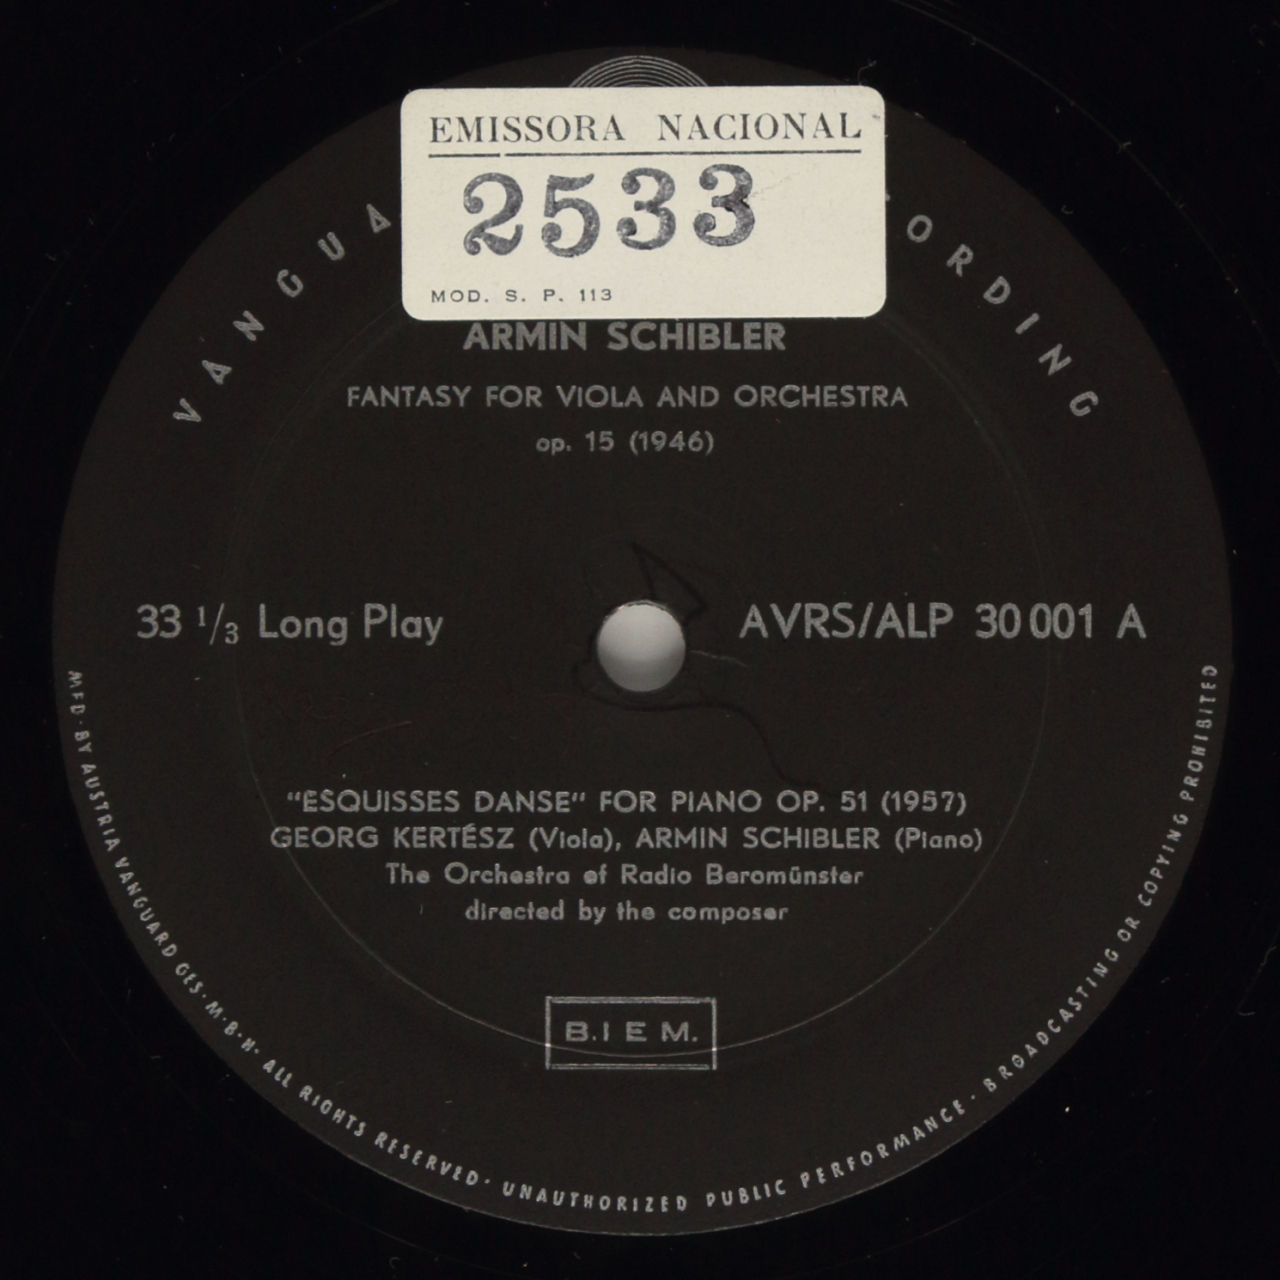 EMISSORA NACIONAL
2533
MOD. S. P. 113
ARMIN SCHIBLER
FANTASY FOR VIOLA AND ORCHESTRA
op. 15 (1946)
33 1/3 Long Play
AVRS/ALP 30 001 A
“ESQUISSES DANSE“ FOR PIANO OP. 51 (1957)
GEORG KERTÉSZ (Viola), ARMIN SCHIBLER (Piano)
The Orchestra of Radio Beromünster
directed by the composer
B.I E M.
MFD · BY AUSTRIA VANGUARD GES · M · B · H · ALL RIGHTS RESERVED · UNAUTHORIZED PUBLIC PERFORMANCE · BROADCASTING OR COPYING PROHIBITED